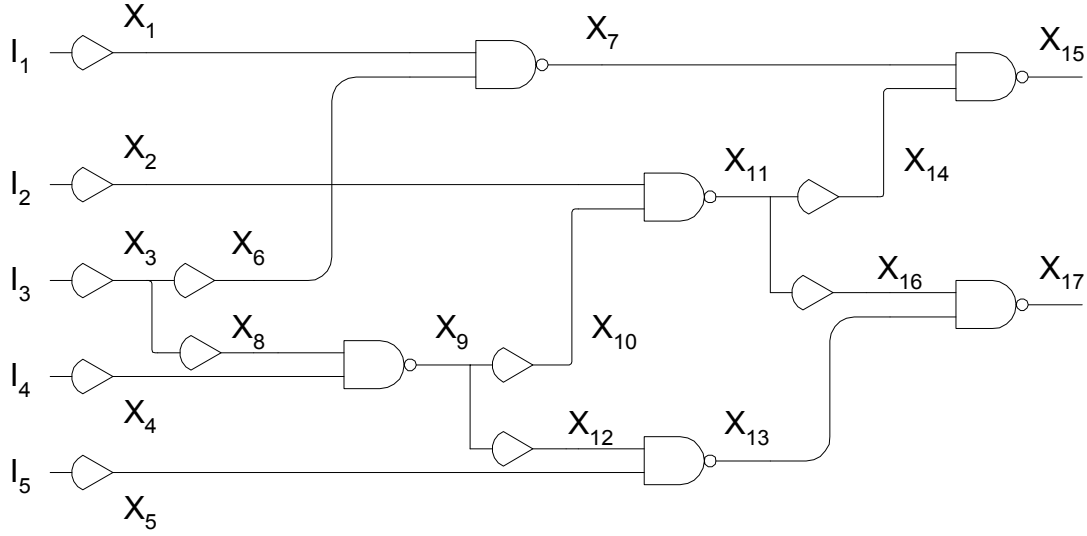 I₁ X₁ X₇ X₁₅
I₂ X₂ X₁₁ X₁₄
I₃ X₃ X₆ X₁₆ X₁₇
X₈ X₉ X₁₀
I₄
X₄ X₁₂ X₁₃
I₅
X₅